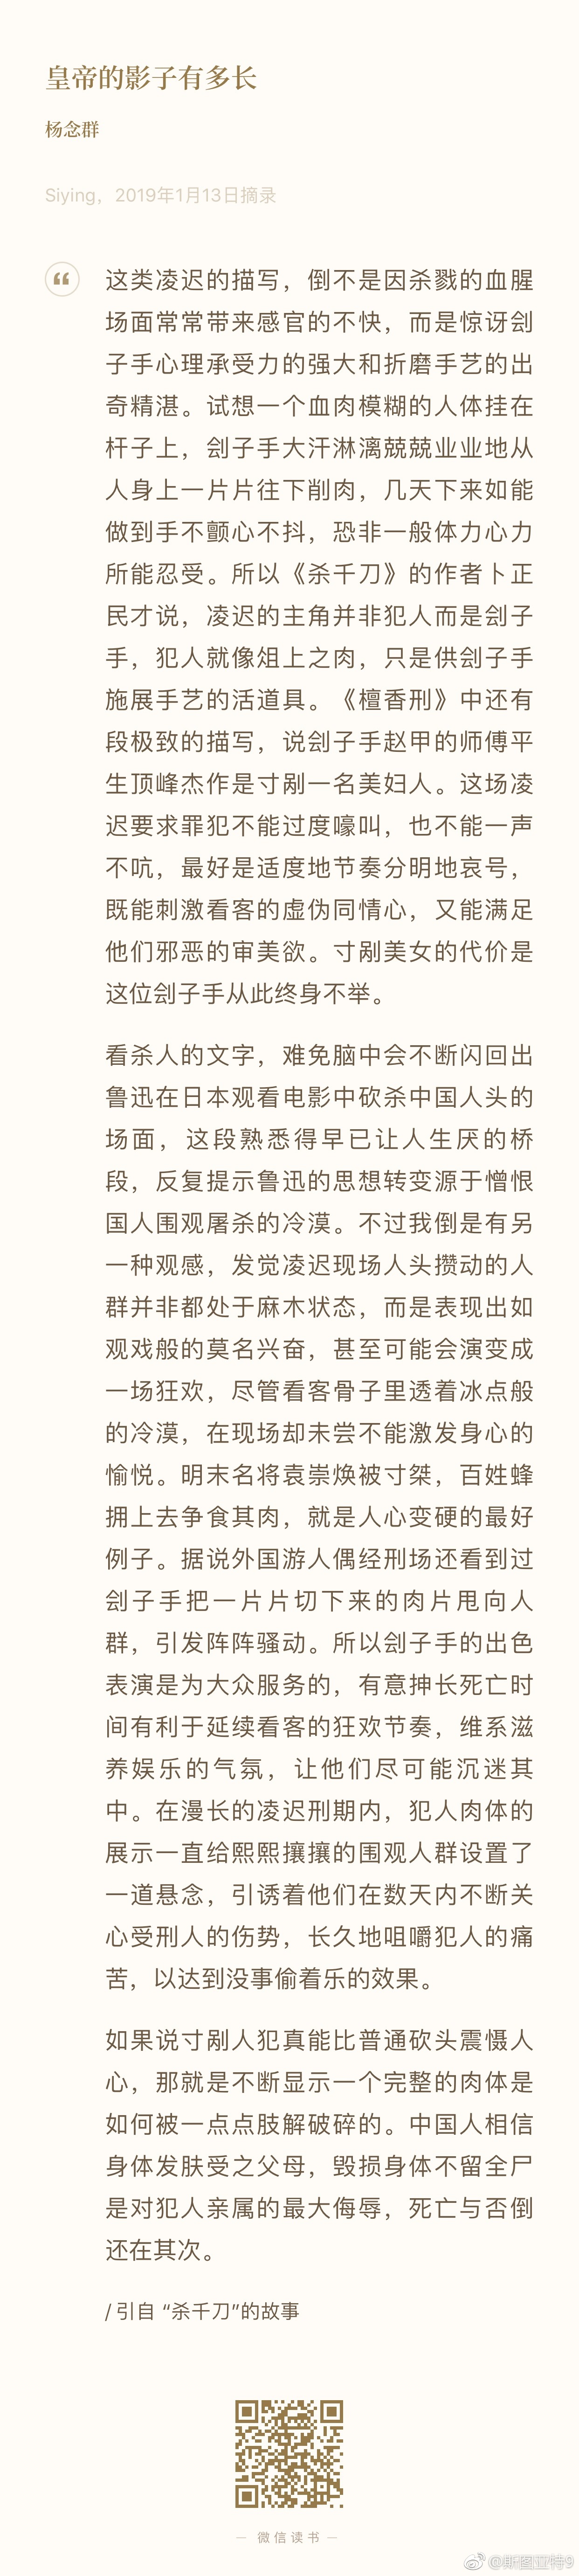 皇帝的影子有多长
杨念群
Siying，2019年1月13日摘录
这类凌迟的描写，倒不是因杀戮的血腥
场面常常带来感官的不快，而是惊讶刽
子手心理承受力的强大和折磨手艺的出
奇精湛。试想一个血肉模糊的人体挂在
杆子上，刽子手大汗淋漓兢兢业业地从
人身上一片片往下削肉，几天下来如能
做到手不颤心不抖，恐非一般体力心力
所能忍受。所以《杀千刀》的作者卜正
民才说，凌迟的主角并非犯人而是刽子
手，犯人就像俎上之肉，只是供刽子手
施展手艺的活道具。《檀香刑》中还有
段极致的描写，说刽子手赵甲的师傅平
生顶峰杰作是寸剐一名美妇人。这场凌
迟要求罪犯不能过度嚎叫，也不能一声
不吭，最好是适度地节奏分明地哀号，
既能刺激看客的虚伪同情心，又能满足
他们邪恶的审美欲。寸剐美女的代价是
这位刽子手从此终身不举。
看杀人的文字，难免脑中会不断闪回出
鲁迅在日本观看电影中砍杀中国人头的
场面，这段熟悉得早已让人生厌的桥
段，反复提示鲁迅的思想转变源于憎恨
国人围观屠杀的冷漠。不过我倒是有另
一种观感，发觉凌迟现场人头攒动的人
群并非都处于麻木状态，而是表现出如
观戏般的莫名兴奋，甚至可能会演变成
一场狂欢，尽管看客骨子里透着冰点般
的冷漠，在现场却未尝不能激发身心的
愉悦。明末名将袁崇焕被寸桀，百姓蜂
拥上去争食其肉，就是人心变硬的最好
例子。据说外国游人偶经刑场还看到过
刽子手把一片片切下来的肉片甩向人
群，引发阵阵骚动。所以刽子手的出色
表演是为大众服务的，有意抻长死亡时
间有利于延续看客的狂欢节奏，维系滋
养娱乐的气氛，让他们尽可能沉迷其
中。在漫长的凌迟刑期内，犯人肉体的
展示一直给熙熙攘攘的围观人群设置了
一道悬念，引诱着他们在数天内不断关
心受刑人的伤势，长久地咀嚼犯人的痛
苦，以达到没事偷着乐的效果。
如果说寸剐人犯真能比普通砍头震慑人
心，那就是不断显示一个完整的肉体是
如何被一点点肢解破碎的。中国人相信
身体发肤受之父母，毁损身体不留全尸
是对犯人亲属的最大侮辱，死亡与否倒
还在其次。
/ 引自 “杀千刀”的故事
— 微信读书 —
@斯图亚特9